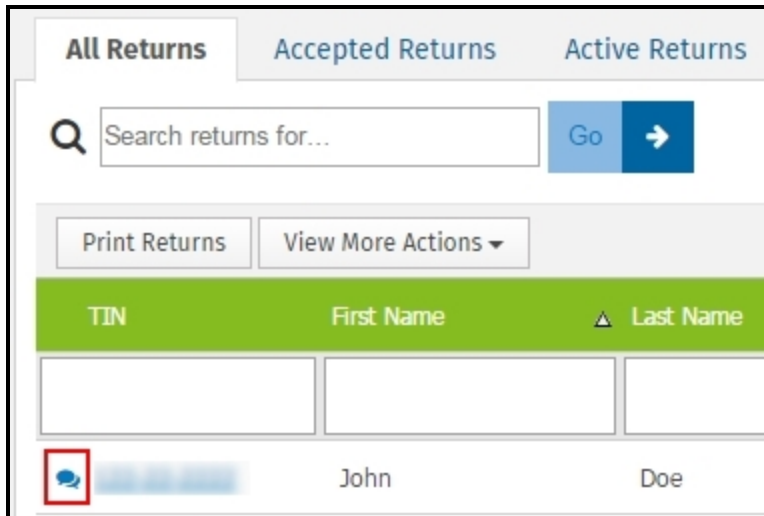 All Returns Accepted Returns Active Returns
Search returns for...
Go
Print Returns View More Actions
TIN First Name Last Name
John Doe